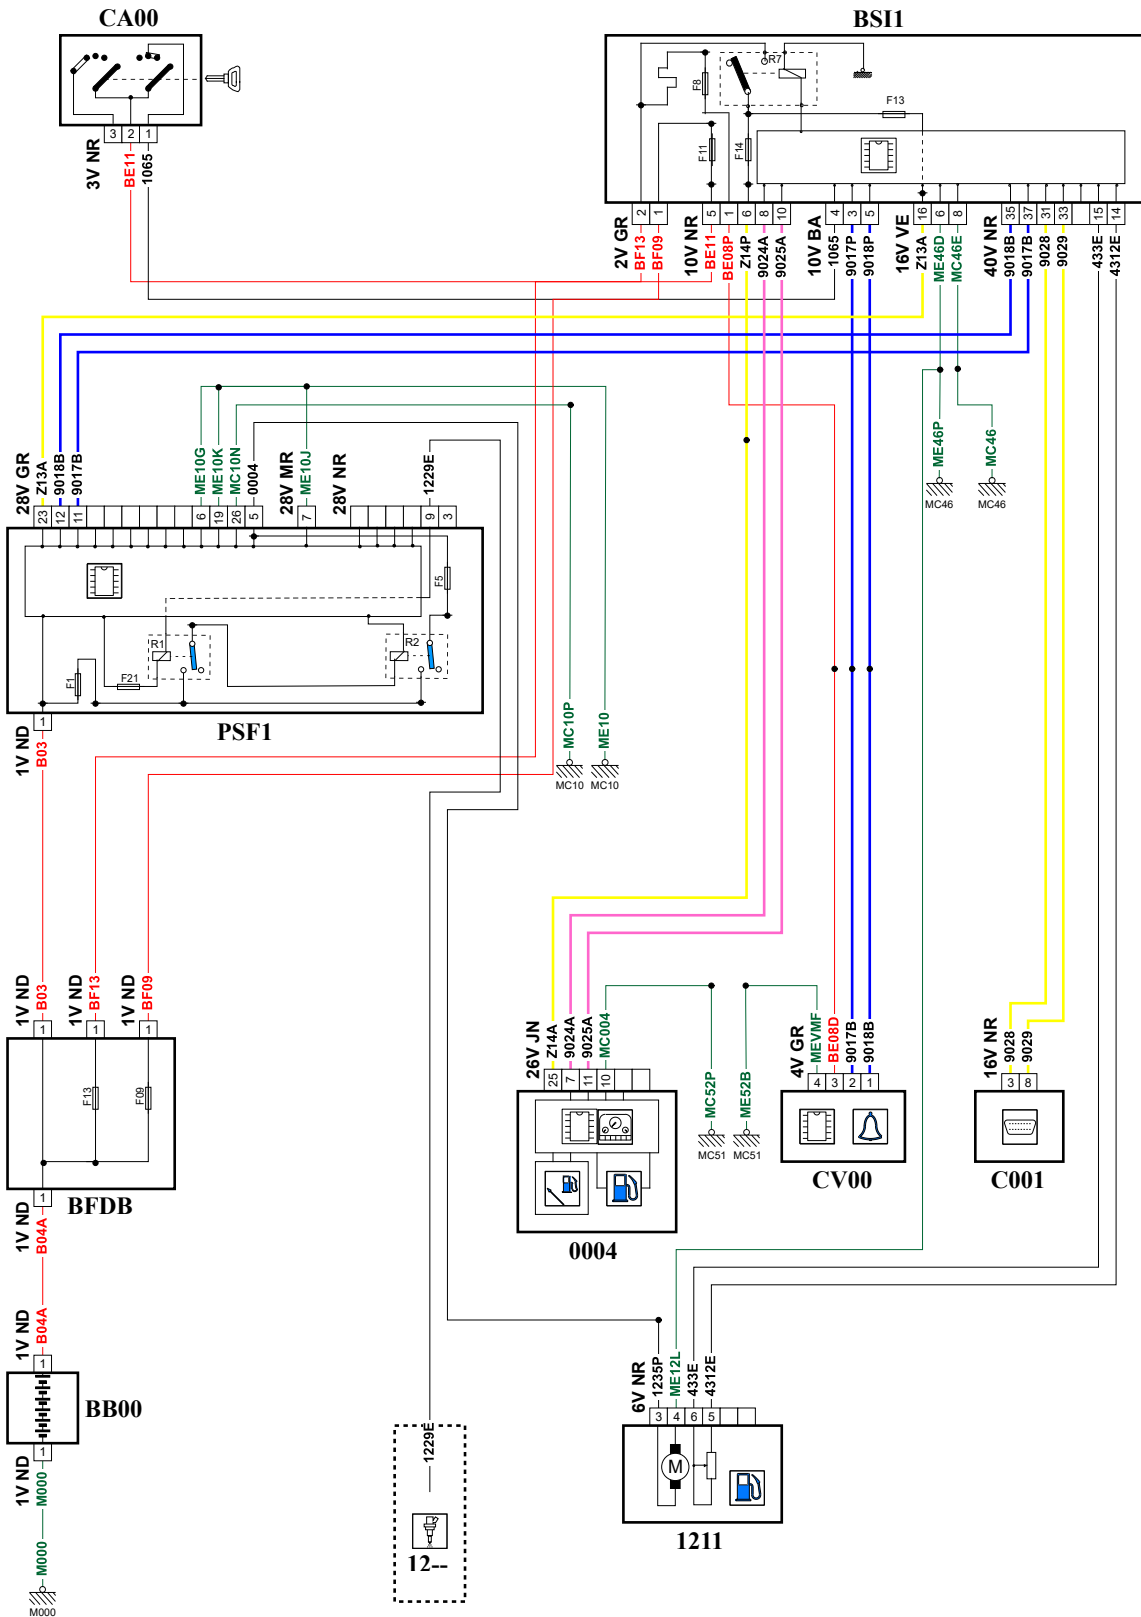 CA00
3 2 1
3V NR
BE11
1065
BSI1
R7
F8
F13
F11
F14
2 1 5 1 6 8 10 4 3 5 16 6 8 35 37 31 33 15 14
2V GR
BF13
BF09
10V NR
BE11
BE08P
Z14P
9024A
9025A
10V BA
1065
9017P
9018P
16V VE
Z13A
ME46D
MC46E
40V NR
9018B
9017B
9028
9029
433E
4312E
28V GR
Z13A
9018B
9017B
ME10G
ME10K
MC10N
0004
28V MR
ME10J
28V NR
1229E
23 12 11 6 19 26 5 7 9 3
ME46P
MC46
MC46
MC46
F5
R1
R2
F1
F21
1
PSF1
1V ND
B03
MC10P
ME10
MC10
MC10
1V ND
B03
1V ND
BF13
1V ND
BF09
1 1 1
F13
F09
1
BFDB
1V ND
B04A
26V JN
Z14A
9024A
9025A
MC004
25 7 11 10
0004
MC52P
ME52B
MC51
MC51
4V GR
MEVMF
BE08D
9017B
9018B
4 3 2 1
CV00
16V NR
9028
9029
3 8
C001
1V ND
B04A
1
BB00
1
1V ND
M000
M000
M000
1229E
12--
6V NR
1235P
ME12L
433E
4312E
3 4 6 5
M
1211